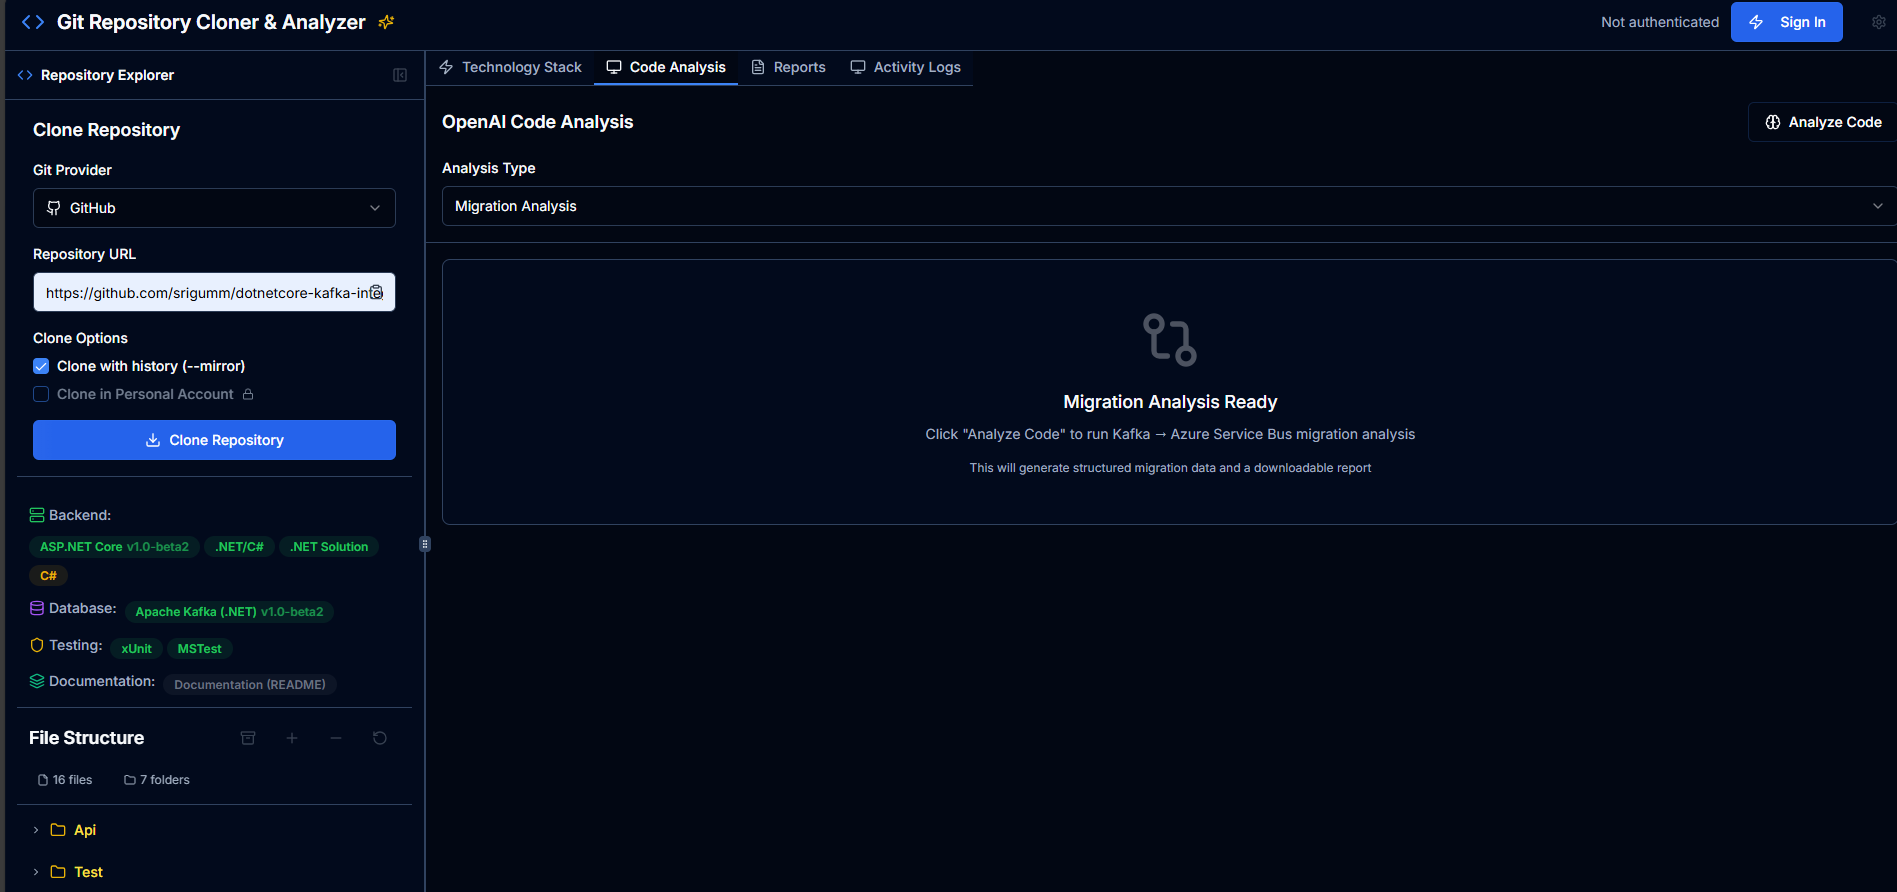 Git Repository Cloner & Analyzer
Not authenticated
Sign In
Repository Explorer
Technology Stack
Code Analysis
Reports
Activity Logs
Clone Repository
Git Provider
GitHub
Repository URL
https://github.com/srigumm/dotnetcore-kafka-inte
Clone Options
Clone with history (--mirror)
Clone in Personal Account
Clone Repository
Backend:
ASP.NET Core v1.0-beta2 .NET/C# .NET Solution
C#
Database: Apache Kafka (.NET) v1.0-beta2
Testing: xUnit MSTest
Documentation: Documentation (README)
File Structure
16 files 7 folders
Api
Test
OpenAI Code Analysis
Analyze Code
Analysis Type
Migration Analysis
Migration Analysis Ready
Click "Analyze Code" to run Kafka → Azure Service Bus migration analysis
This will generate structured migration data and a downloadable report